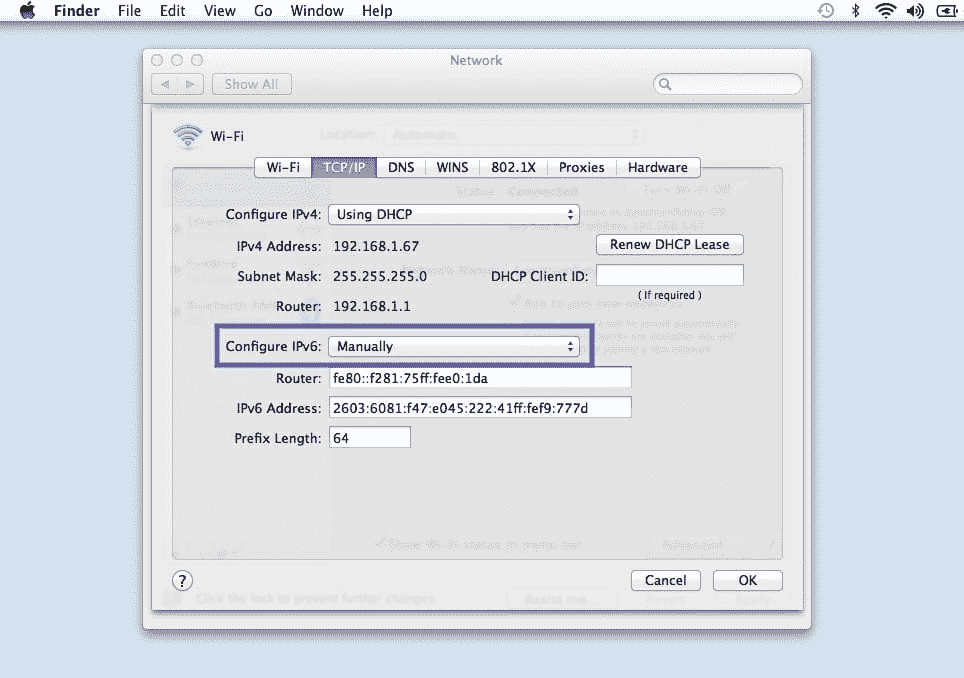 Finder File Edit View Go Window Help
Network
Show All
Wi-Fi
Wi-Fi TCP/IP DNS WINS 802.1X Proxies Hardware
Configure IPv4: Using DHCP
IPv4 Address: 192.168.1.67 Renew DHCP Lease
Subnet Mask: 255.255.255.0 DHCP Client ID:
( If required )
Router: 192.168.1.1
Configure IPv6: Manually
Router: fe80::f281:75ff:fee0:1da
IPv6 Address: 2603:6081:f47:e045:222:41ff:fef9:777d
Prefix Length: 64
? Cancel OK